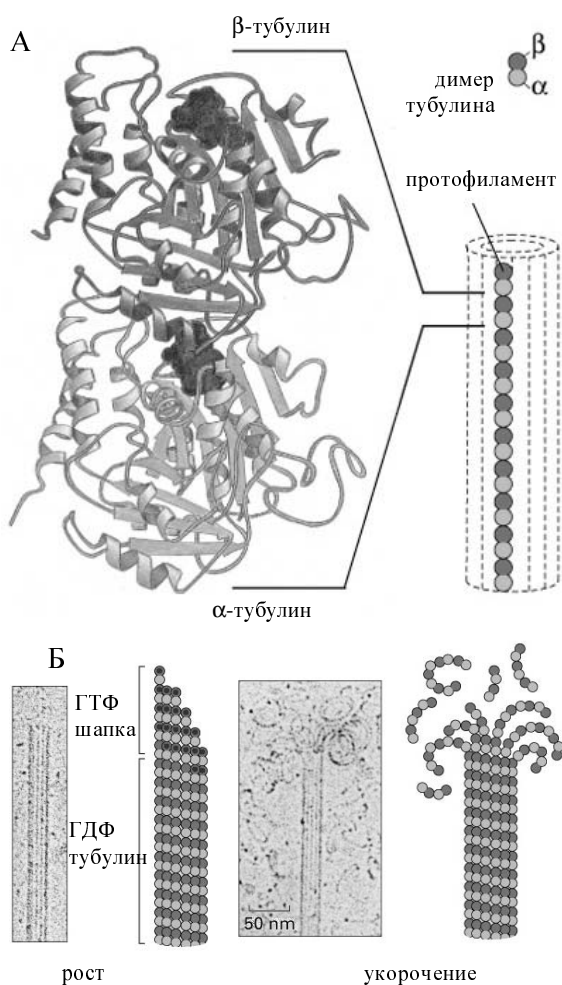 А
β-тубулин
β
димер
тубулина
α
протофиламент
α-тубулин
Б
ГТФ
шапка
ГДФ
тубулин
50 nm
рост
укорочение